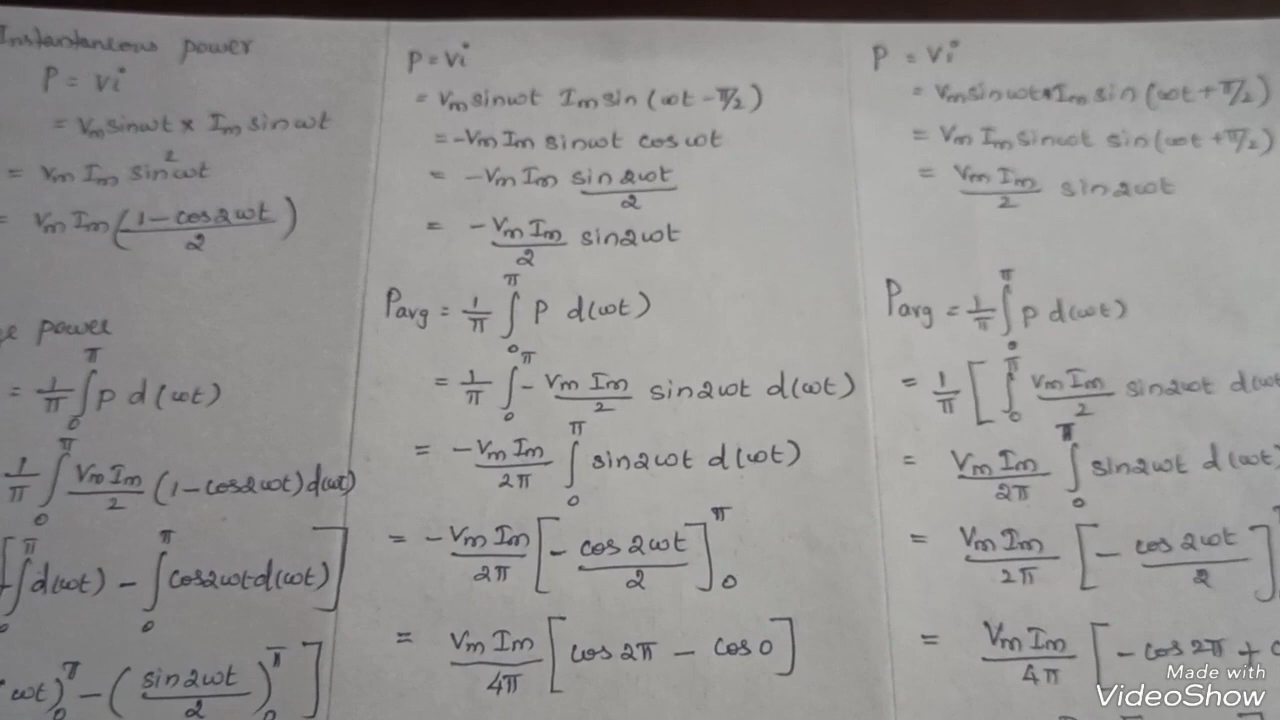 Instantaneous power
P = vi
= Vm sinωt × Im sinωt
= Vm Im sin²ωt
= Vm Im (1 - cos2ωt / 2)
power
= 1/π ∫₀^π p d(ωt)
1/π ∫₀^π Vm Im / 2 (1 - cos2ωt) d(ωt)
∫₀^π d(ωt) - ∫₀^π cos2ωt d(ωt) ]
ωt)₀^π - (sin2ωt / 2)₀^π ]
P = vi
= Vm sinωt Im sin(ωt - π/2)
= -Vm Im sinωt cosωt
= -Vm Im sin2ωt / 2
= -Vm Im / 2 sin2ωt
Parg = 1/π ∫₀^π P d(ωt)
= 1/π ∫₀^π - Vm Im / 2 sin2ωt d(ωt)
= -Vm Im / 2π ∫₀^π sin2ωt d(ωt)
= -Vm Im / 2π [ - cos2ωt / 2 ]₀^π
= Vm Im / 4π [ cos2π - cos0 ]
P = vi
= Vm sinωt × Im sin(ωt + π/2)
= Vm Im sinωt sin(ωt + π/2)
= Vm Im / 2 sin2ωt
Parg = 1/π ∫₀^π p d(ωt)
= 1/π [ ∫₀^π Vm Im / 2 sin2ωt d(ωt
= Vm Im / 2π ∫₀^π sin2ωt d(ωt)
= Vm Im / 2π [ - cos2ωt / 2 ]
= Vm Im / 4π [ - cos2π +
Made with
VideoShow